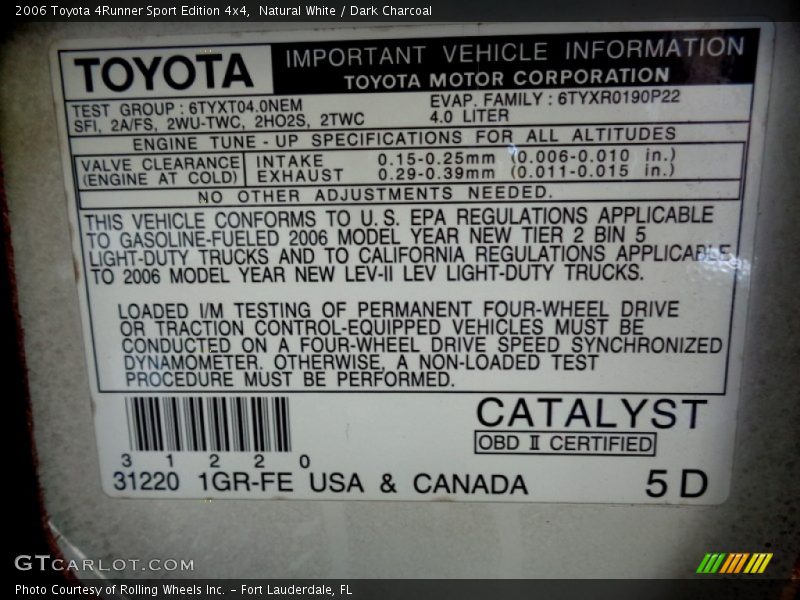 2006 Toyota 4Runner Sport Edition 4x4, Natural White / Dark Charcoal
TOYOTA
IMPORTANT VEHICLE INFORMATION
TOYOTA MOTOR CORPORATION
TEST GROUP : 6TYXT04.0NEM
EVAP. FAMILY : 6TYXR0190P22
SFI, 2A/FS, 2WU-TWC, 2HO2S, 2TWC
4.0 LITER
ENGINE TUNE - UP SPECIFICATIONS FOR ALL ALTITUDES
VALVE CLEARANCE
(ENGINE AT COLD)
INTAKE 0.15-0.25mm (0.006-0.010 in.)
EXHAUST 0.29-0.39mm (0.011-0.015 in.)
NO OTHER ADJUSTMENTS NEEDED.
THIS VEHICLE CONFORMS TO U.S. EPA REGULATIONS APPLICABLE
TO GASOLINE-FUELED 2006 MODEL YEAR NEW TIER 2 BIN 5
LIGHT-DUTY TRUCKS AND TO CALIFORNIA REGULATIONS APPLICABLE
TO 2006 MODEL YEAR NEW LEV-II LEV LIGHT-DUTY TRUCKS.
LOADED I/M TESTING OF PERMANENT FOUR-WHEEL DRIVE
OR TRACTION CONTROL-EQUIPPED VEHICLES MUST BE
CONDUCTED ON A FOUR-WHEEL DRIVE SPEED SYNCHRONIZED
DYNAMOMETER. OTHERWISE, A NON-LOADED TEST
PROCEDURE MUST BE PERFORMED.
CATALYST
OBD II CERTIFIED
3 1 2 2 0
31220 1GR-FE USA & CANADA
5D
GTcarlot.com
Photo Courtesy of Rolling Wheels Inc. - Fort Lauderdale, FL